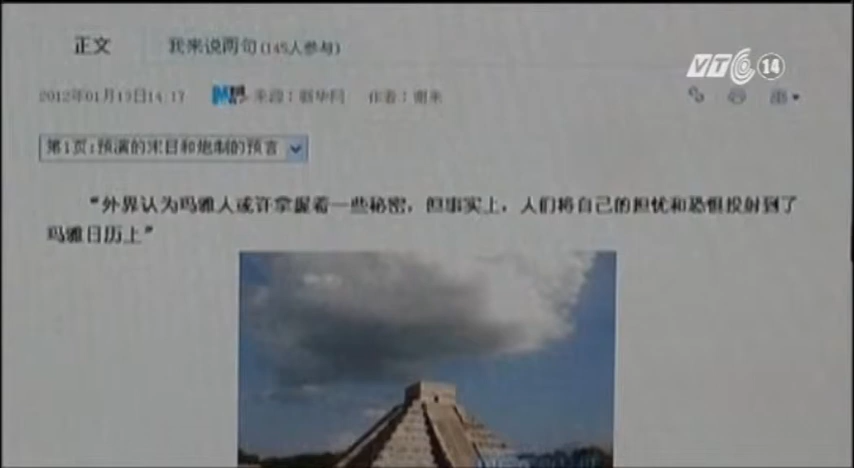 正文 我来说两句(145人参与)
VTC 14
2012年01月13日14:17 来源:新华网 作者:
第1页:预演的末日和炮制的预言
“外界认为玛雅人或许掌握着一些秘密,但事实上,人们将自己的担忧和恐惧投射到了
玛雅日历上”